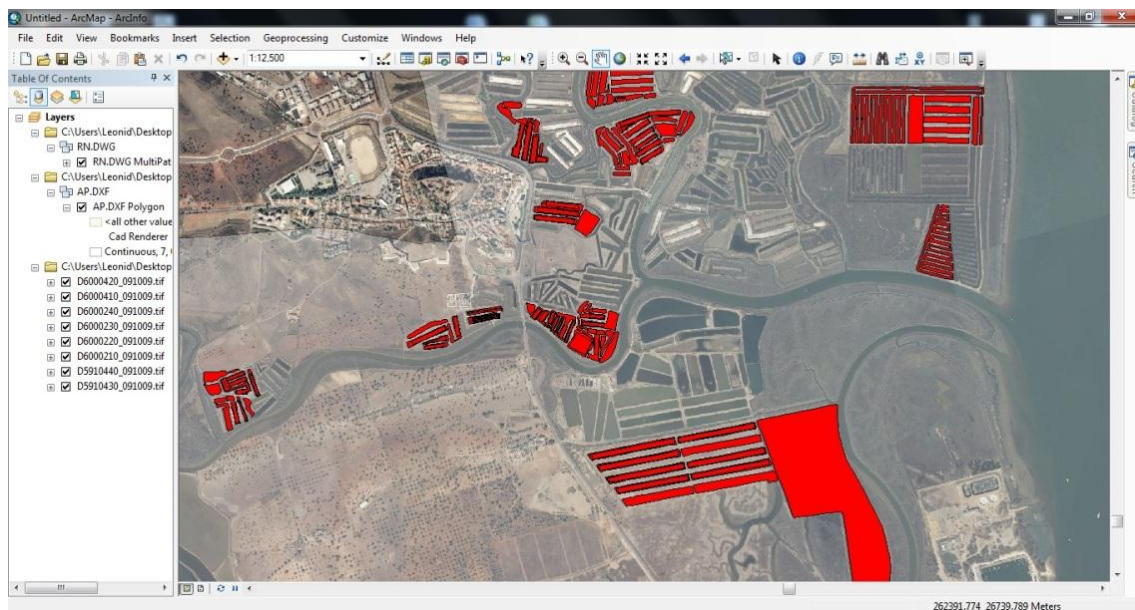 Untitled - ArcMap - ArcInfo
File Edit View Bookmarks Insert Selection Geoprocessing Customize Windows Help
1:12,500
Table Of Contents
Layers
C:\Users\Leonid\Desktop
RN.DWG
RN.DWG MultiPat
C:\Users\Leonid\Desktop
AP.DXF
AP.DXF Polygon
<all other value
Cad Renderer
Continuous, 7,
C:\Users\Leonid\Desktop
D6000420_091009.tif
D6000410_091009.tif
D6000240_091009.tif
D6000230_091009.tif
D6000220_091009.tif
D6000210_091009.tif
D5910440_091009.tif
D5910430_091009.tif
262391,774 26739,789 Meters